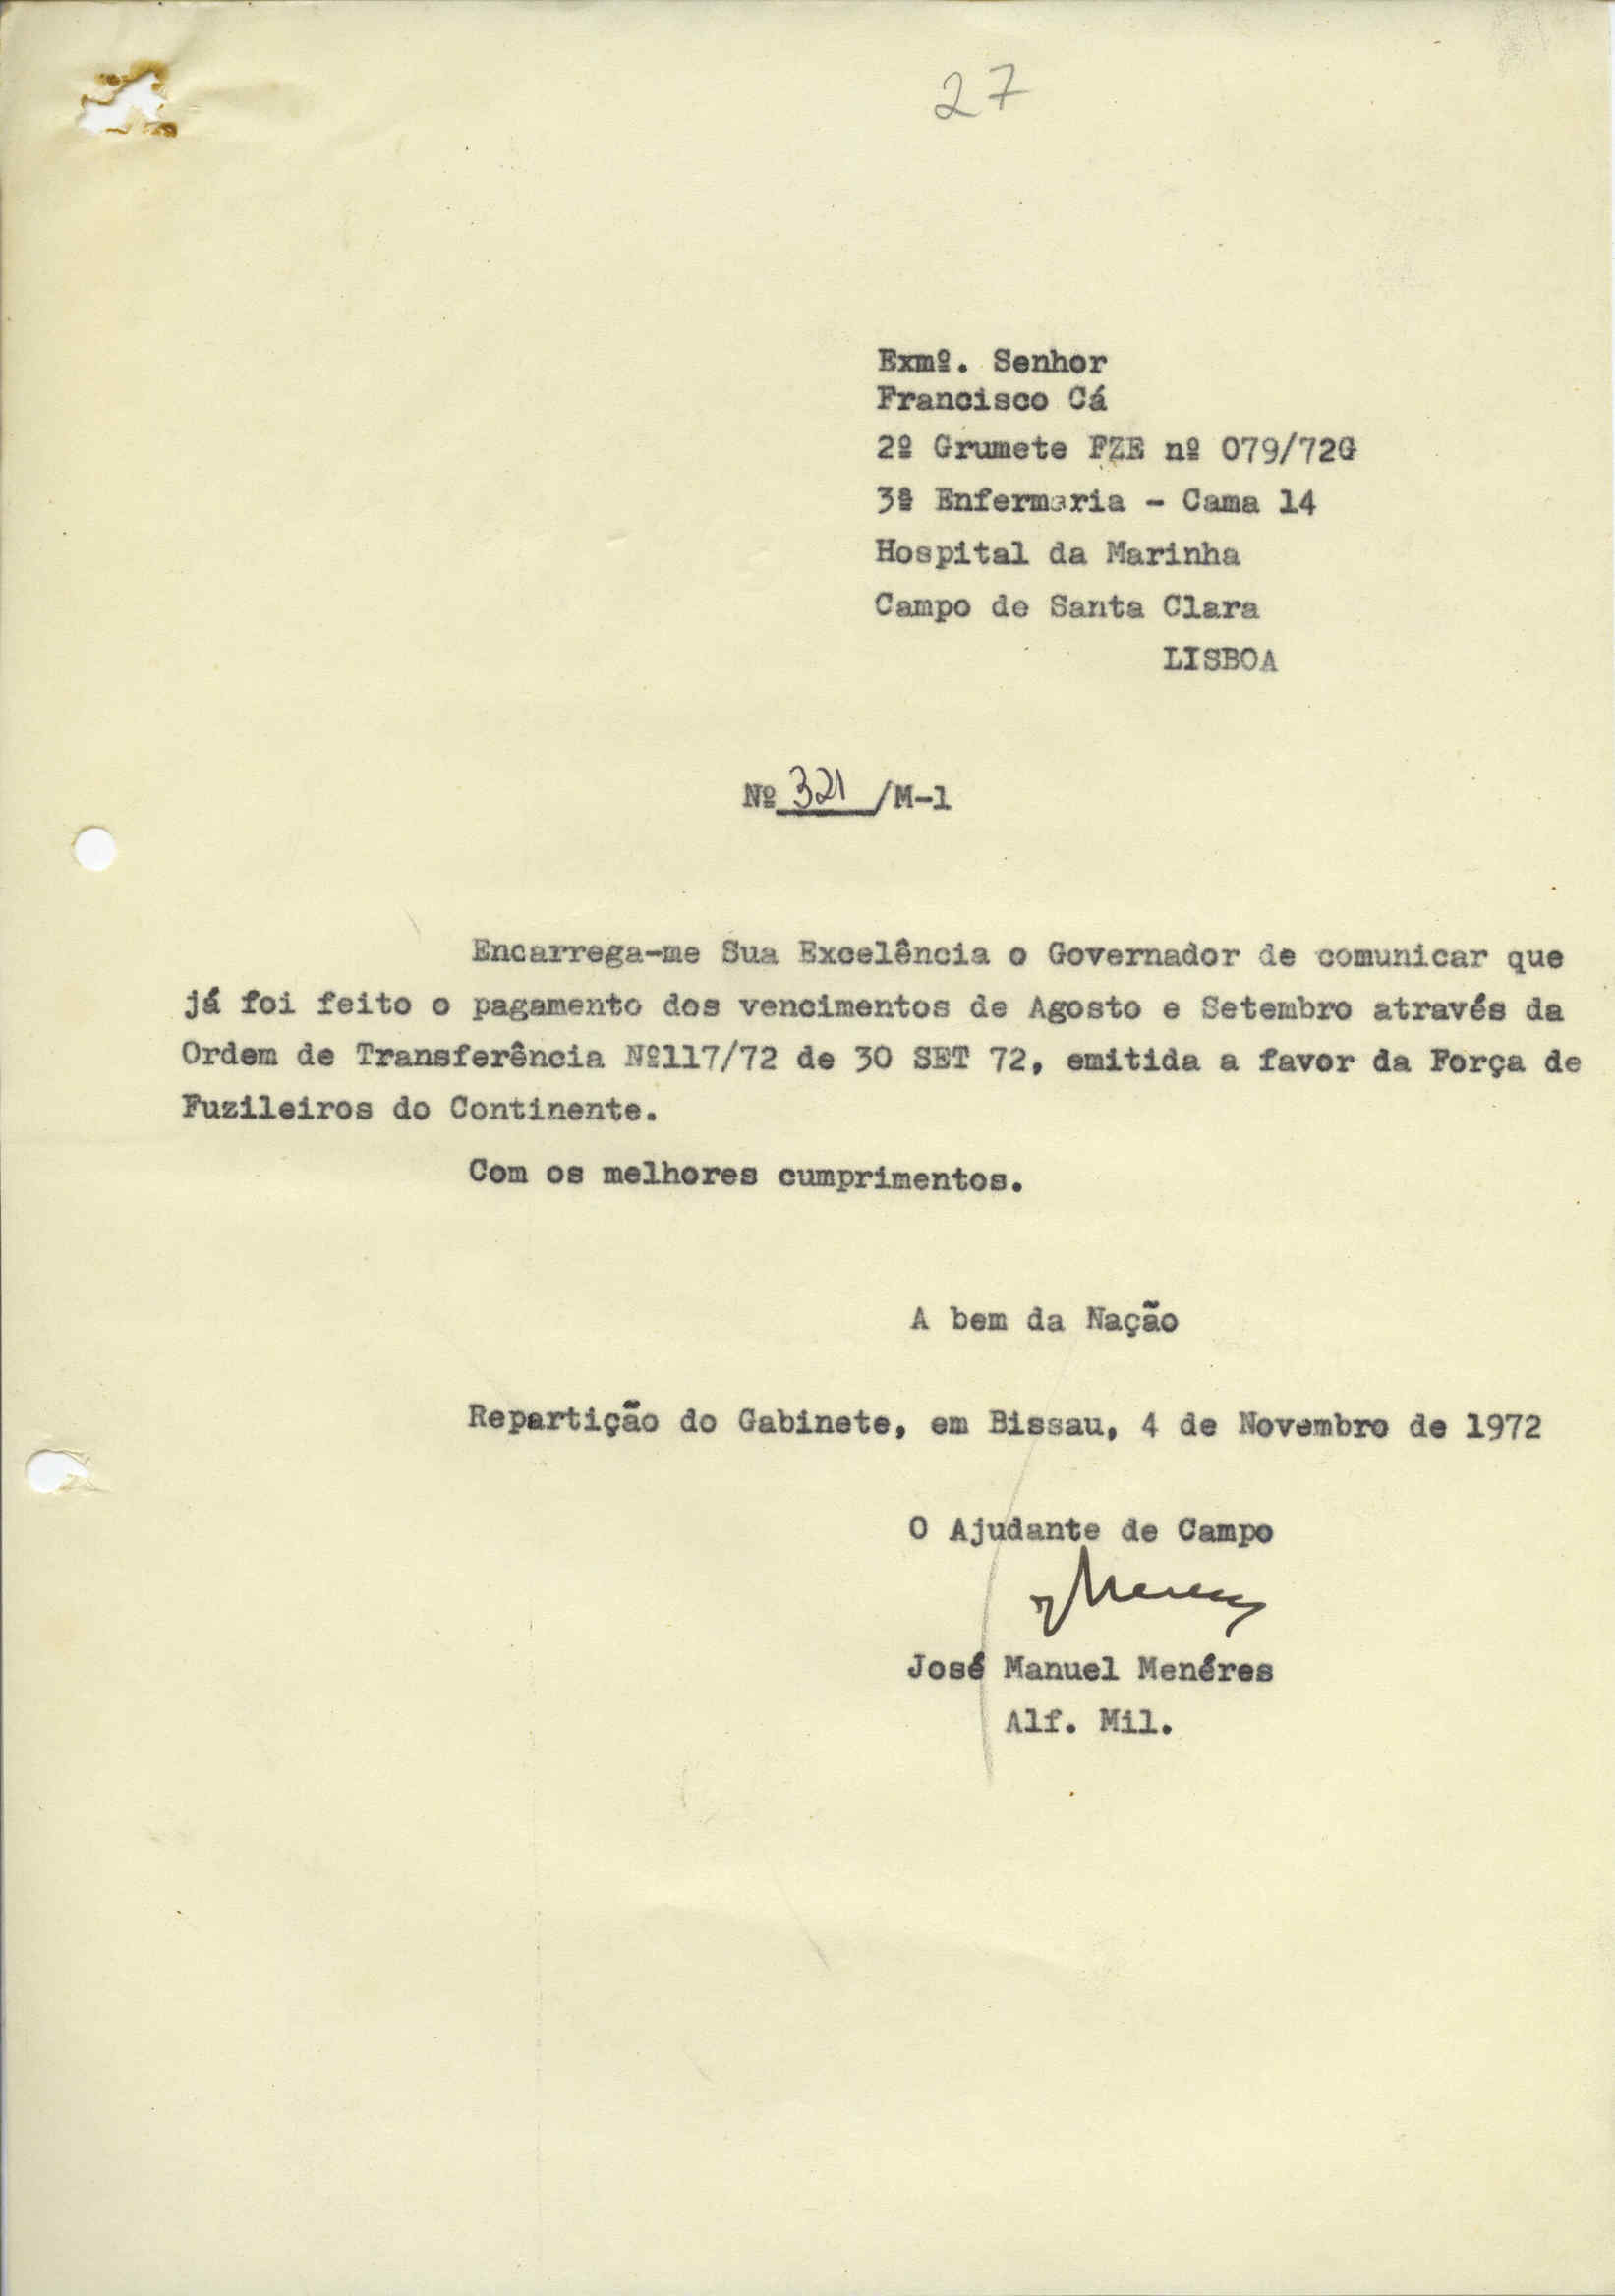 27
Exmº. Senhor
Francisco Cá
2º Grumete FZE nº 079/72G
3ª Enfermaria - Cama 14
Hospital da Marinha
Campo de Santa Clara
LISBOA
Nº 321 /M-1
Encarrega-me Sua Excelência o Governador de comunicar que
já foi feito o pagamento dos vencimentos de Agosto e Setembro através da
Ordem de Transferência Nº117/72 de 30 SET 72, emitida a favor da Força de
Fuzileiros do Continente.
Com os melhores cumprimentos.
A bem da Nação
Repartição do Gabinete, em Bissau, 4 de Novembro de 1972
O Ajudante de Campo
José Manuel Menéres
Alf. Mil.